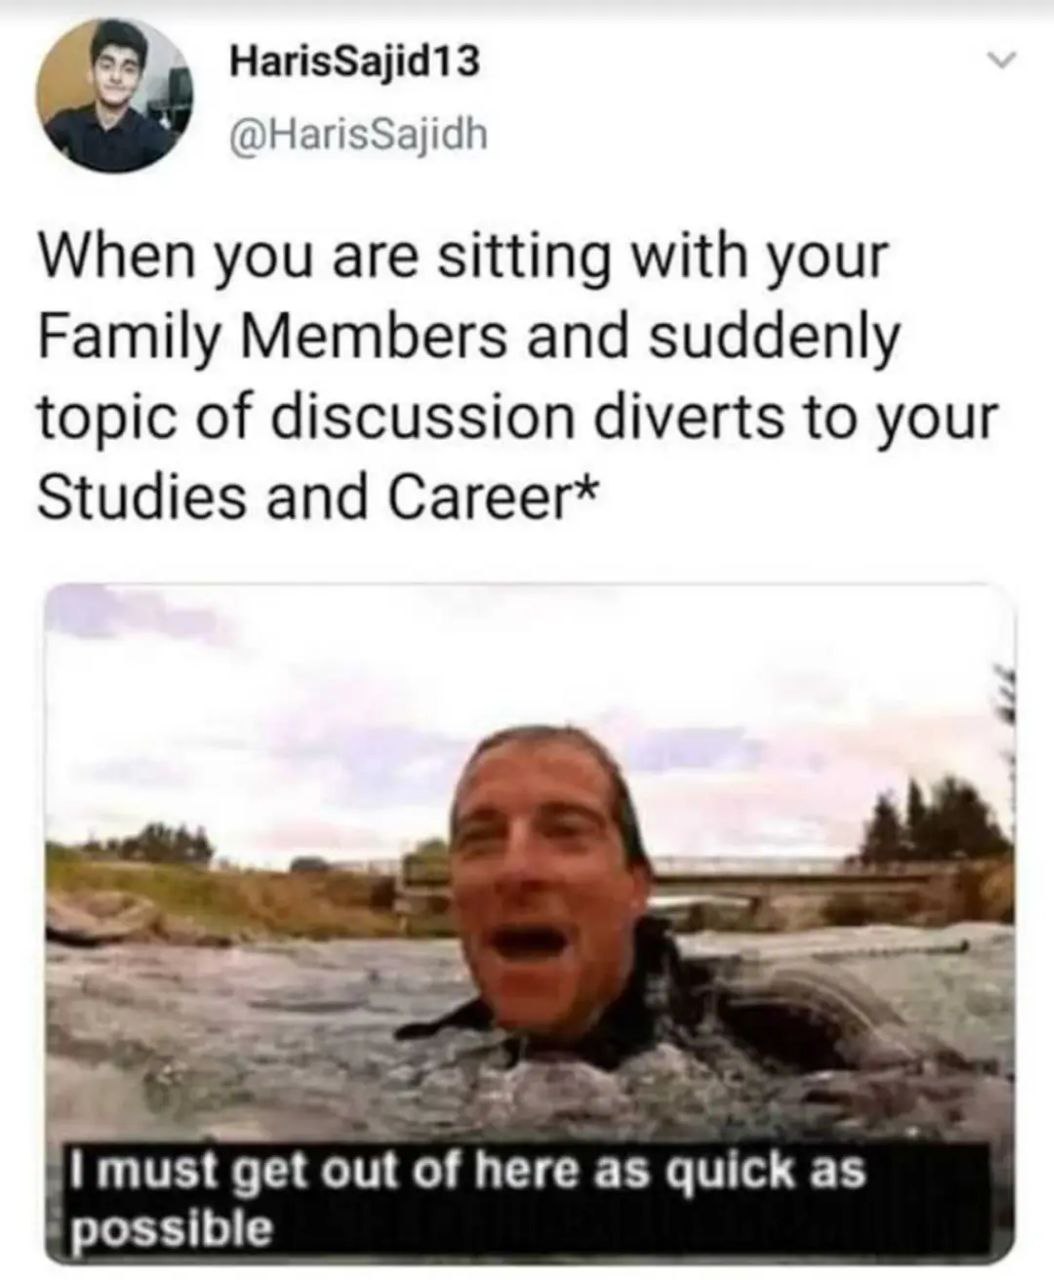 HarisSajid13
@HarisSajidh
When you are sitting with your
Family Members and suddenly
topic of discussion diverts to your
Studies and Career*
I must get out of here as quick as
possible